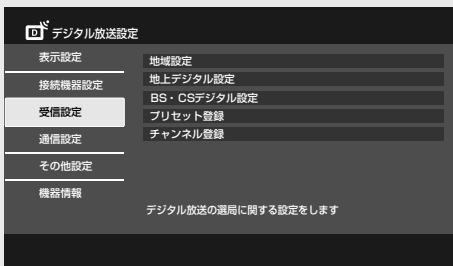 D デジタル放送設定
表示設定
接続機器設定
受信設定
通信設定
その他設定
機器情報
地域設定
地上デジタル設定
BS・CSデジタル設定
プリセット登録
チャンネル登録
デジタル放送の選局に関する設定をします